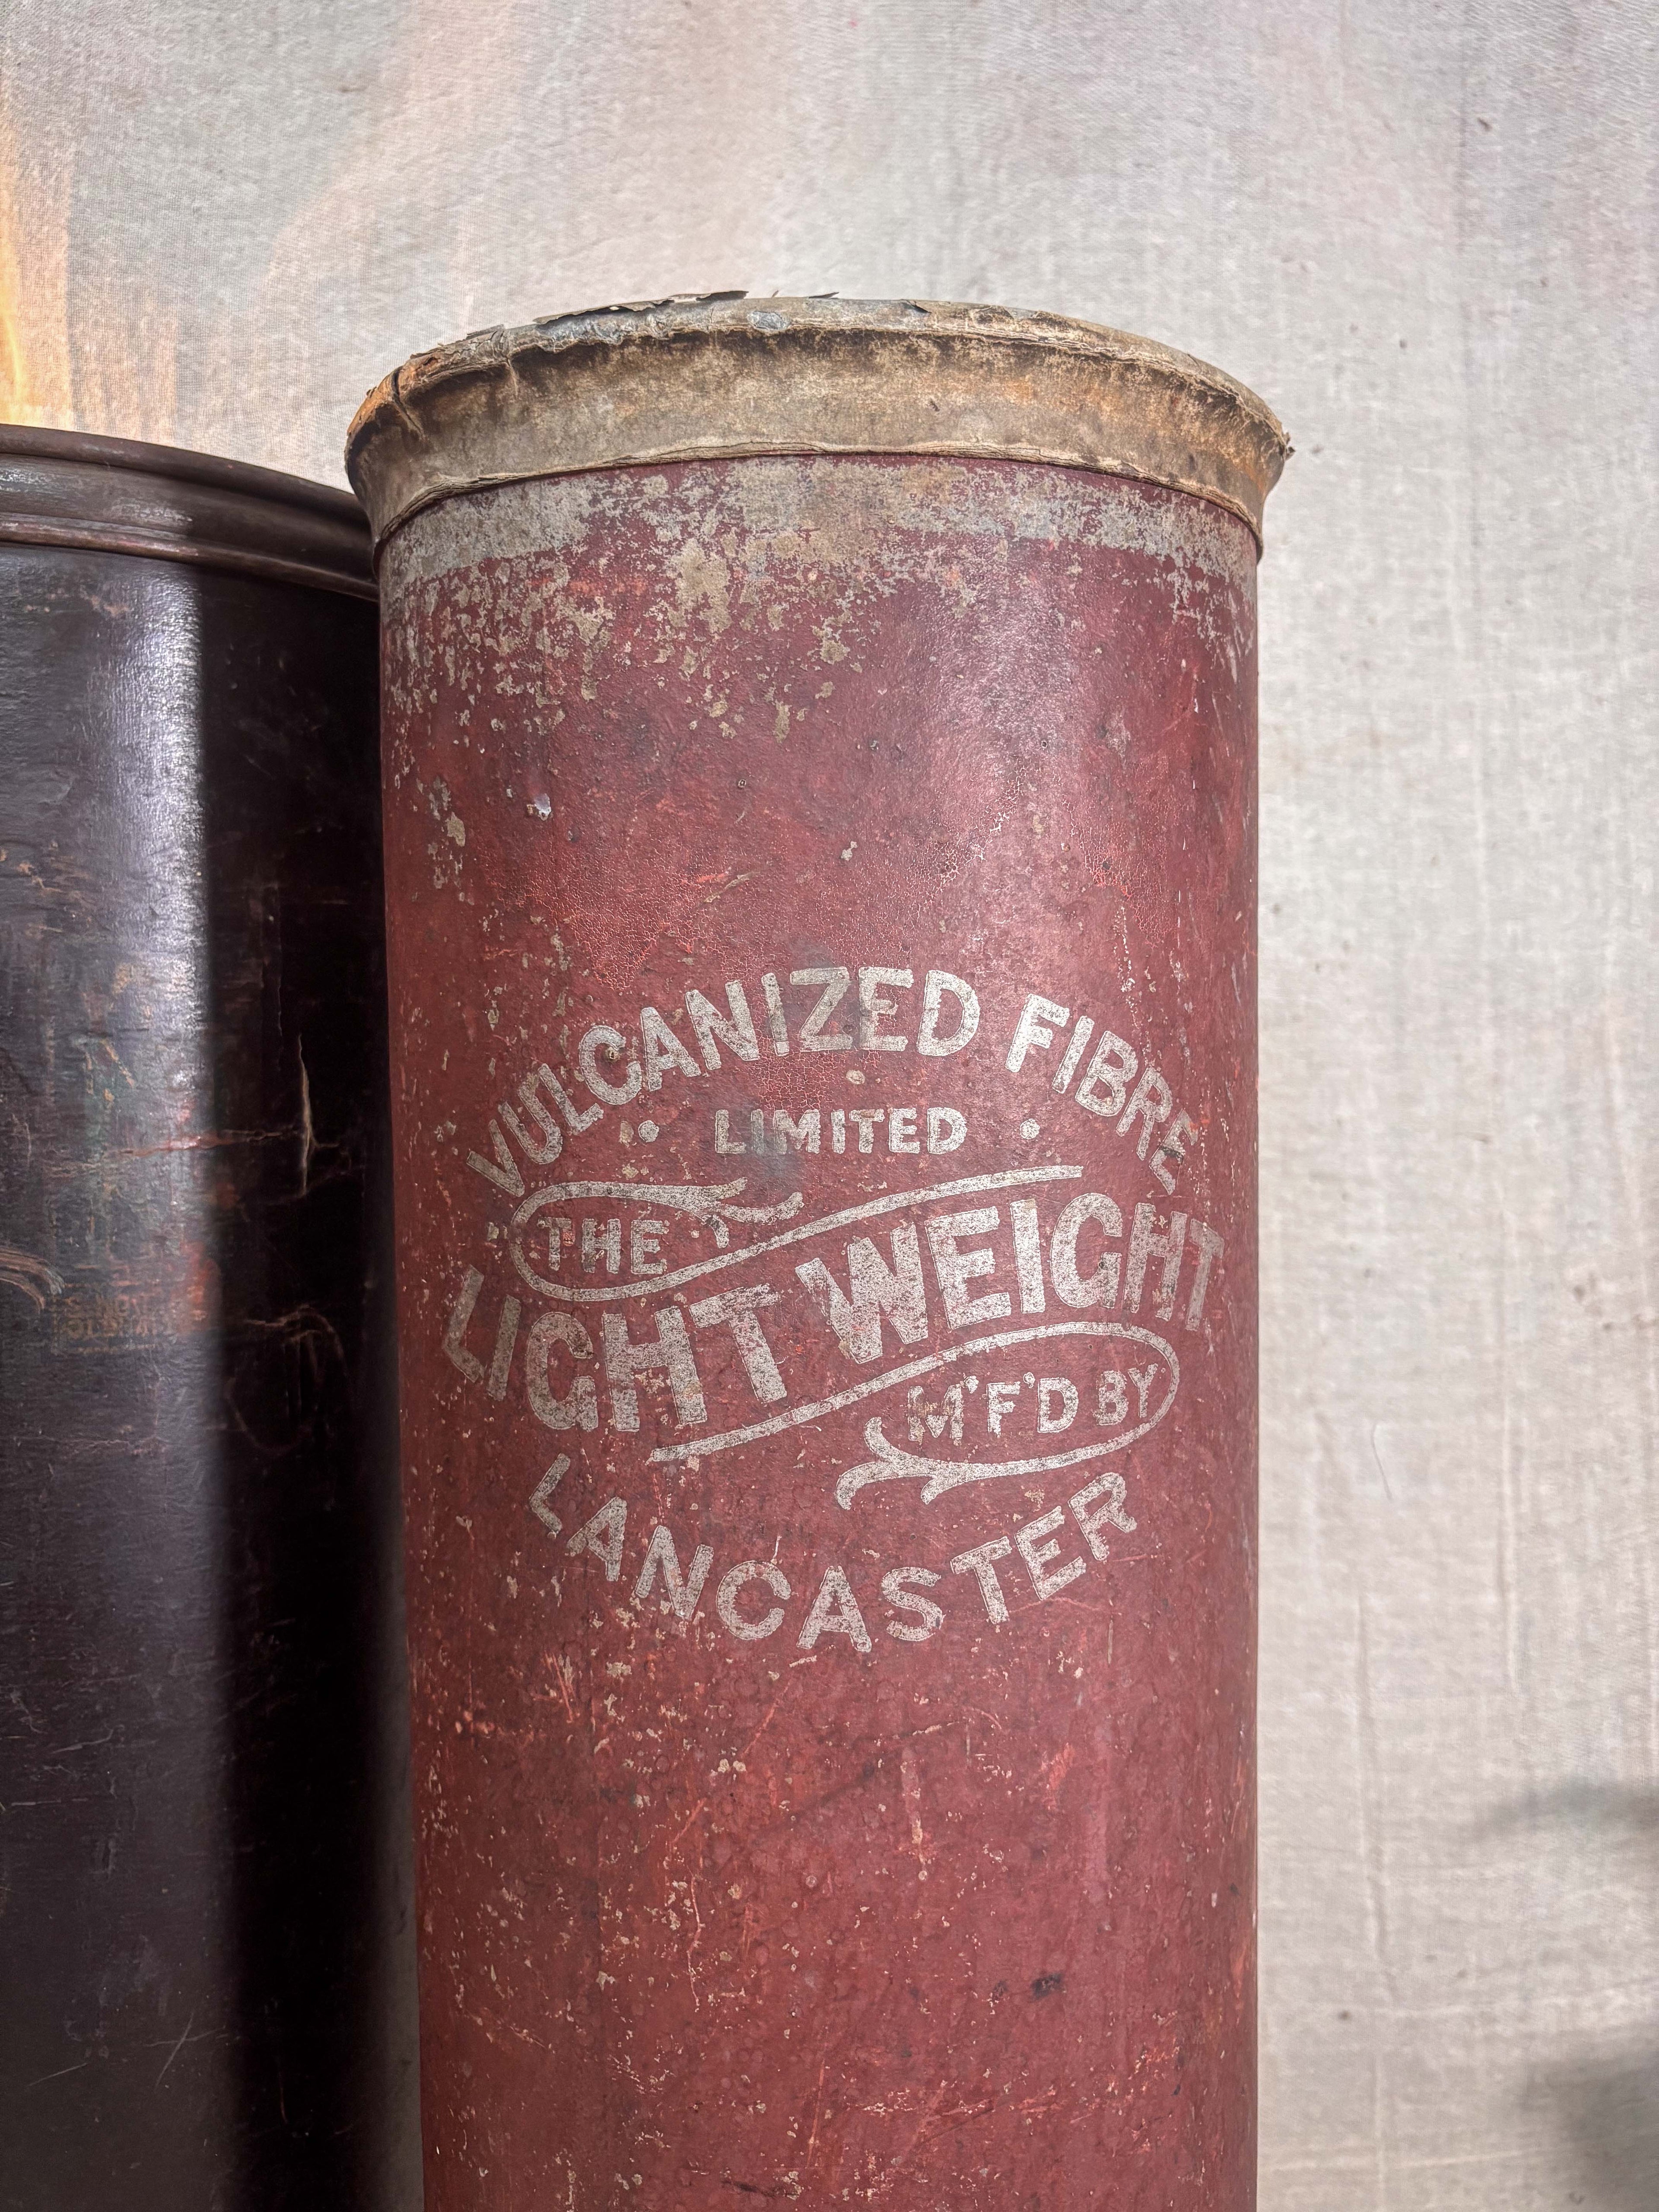 VULCANIZED FIBRE
LIMITED
"THE
LIGHT WEIGHT
M'F'D BY
LANCASTER